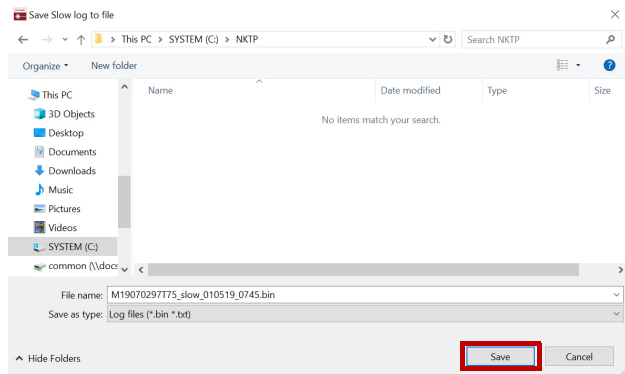 Save Slow log to file
This PC > SYSTEM (C:) > NKTP
Search NKTP
Organize
New folder
?
Name
Date modified
Type
Size
This PC
3D Objects
Desktop
Documents
Downloads
Music
Pictures
Videos
SYSTEM (C:)
common (\\docs
No items match your search.
File name: M19070297T75_slow_010519_0745.bin
Save as type: Log files (*.bin *.txt)
Hide Folders
Save
Cancel